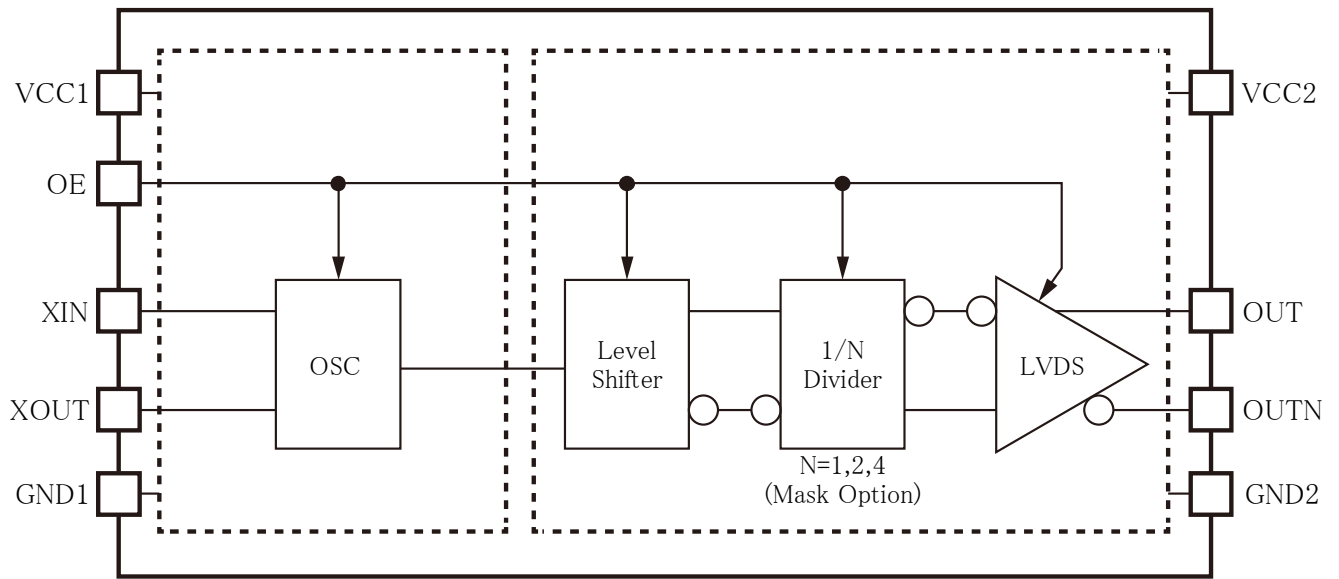 VCC1
VCC2
OE
XIN
OUT
OSC
Level
Shifter
1/N
Divider
LVDS
XOUT
OUTN
N=1,2,4
(Mask Option)
GND1
GND2